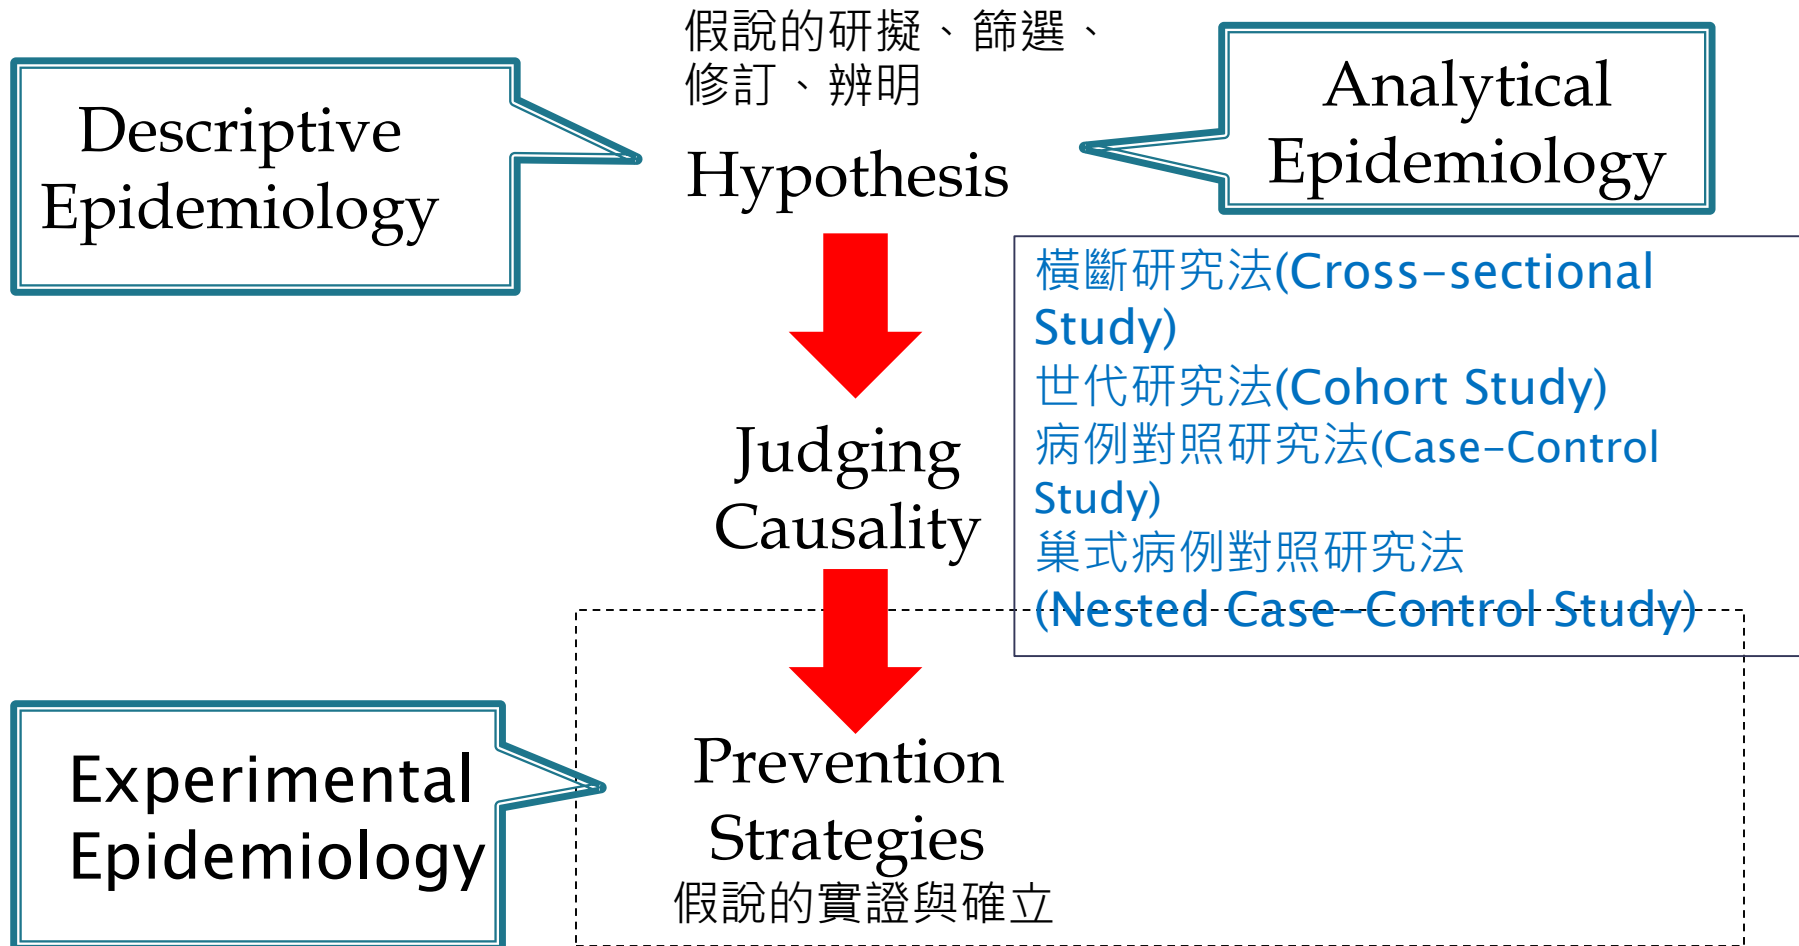 假說的研擬、篩選、
修訂、辨明
Descriptive
Epidemiology
Hypothesis
Analytical
Epidemiology
橫斷研究法(Cross-sectional
Study)
世代研究法(Cohort Study)
病例對照研究法(Case-Control
Study)
巢式病例對照研究法
(Nested Case-Control Study)
Judging
Causality
Experimental
Epidemiology
Prevention
Strategies
假說的實證與確立